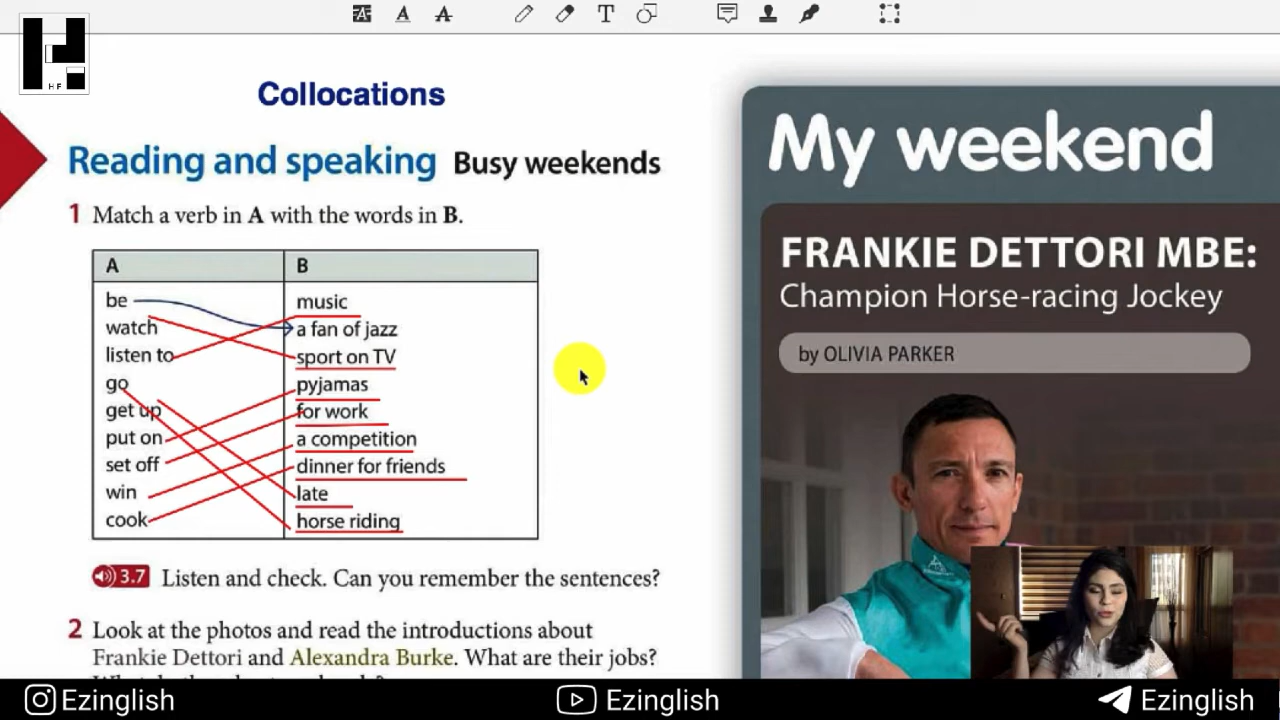 HF
Collocations
Reading and speaking Busy weekends
1 Match a verb in A with the words in B.
A B
be music
watch a fan of jazz
listen to sport on TV
go pyjamas
get up for work
put on a competition
set off dinner for friends
win late
cook horse riding
3.7 Listen and check. Can you remember the sentences?
2 Look at the photos and read the introductions about
Frankie Dettori and Alexandra Burke. What are their jobs?
My weekend
FRANKIE DETTORI MBE:
Champion Horse-racing Jockey
by OLIVIA PARKER
Ezinglish Ezinglish Ezinglish